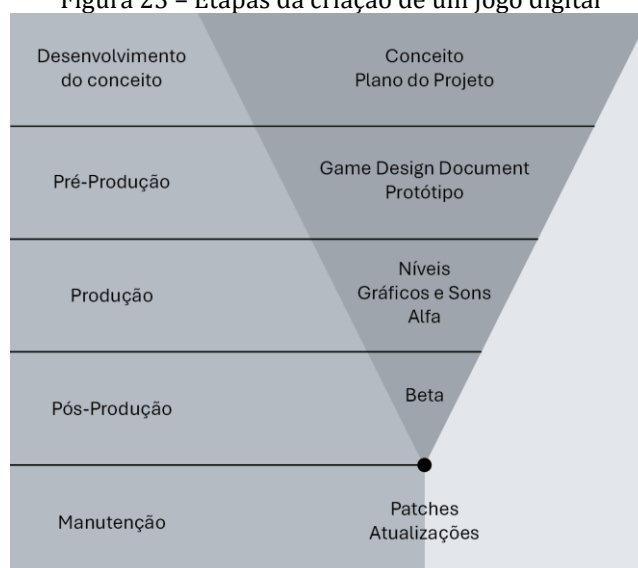 Figura 23 – Etapas da criação de um jogo digital
Desenvolvimento
do conceito
Conceito
Plano do Projeto
Pré-Produção
Game Design Document
Protótipo
Produção
Níveis
Gráficos e Sons
Alfa
Pós-Produção
Beta
Manutenção
Patches
Atualizações